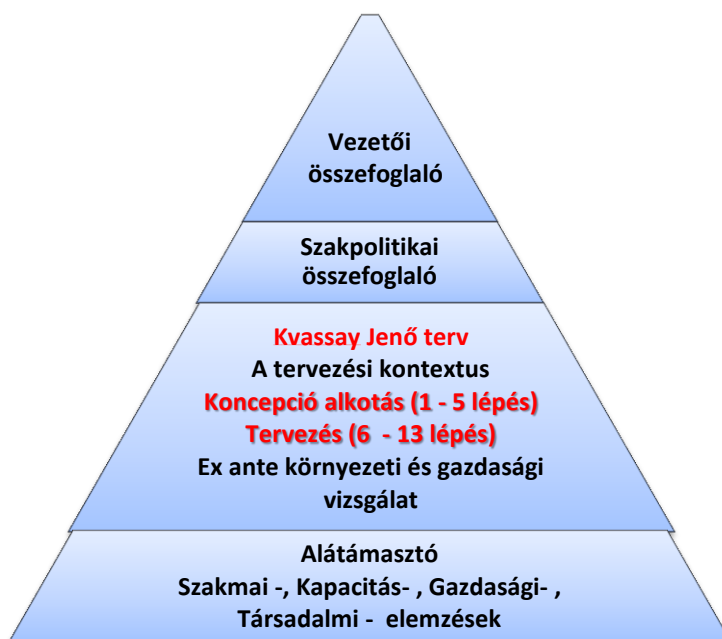 Vezetői
összefoglaló
Szakpolitikai
összefoglaló
Kvassay Jenő terv
A tervezési kontextus
Koncepció alkotás (1 - 5 lépés)
Tervezés (6 - 13 lépés)
Ex ante környezeti és gazdasági
vizsgálat
Alátámasztó
Szakmai -, Kapacitás- , Gazdasági- ,
Társadalmi - elemzések